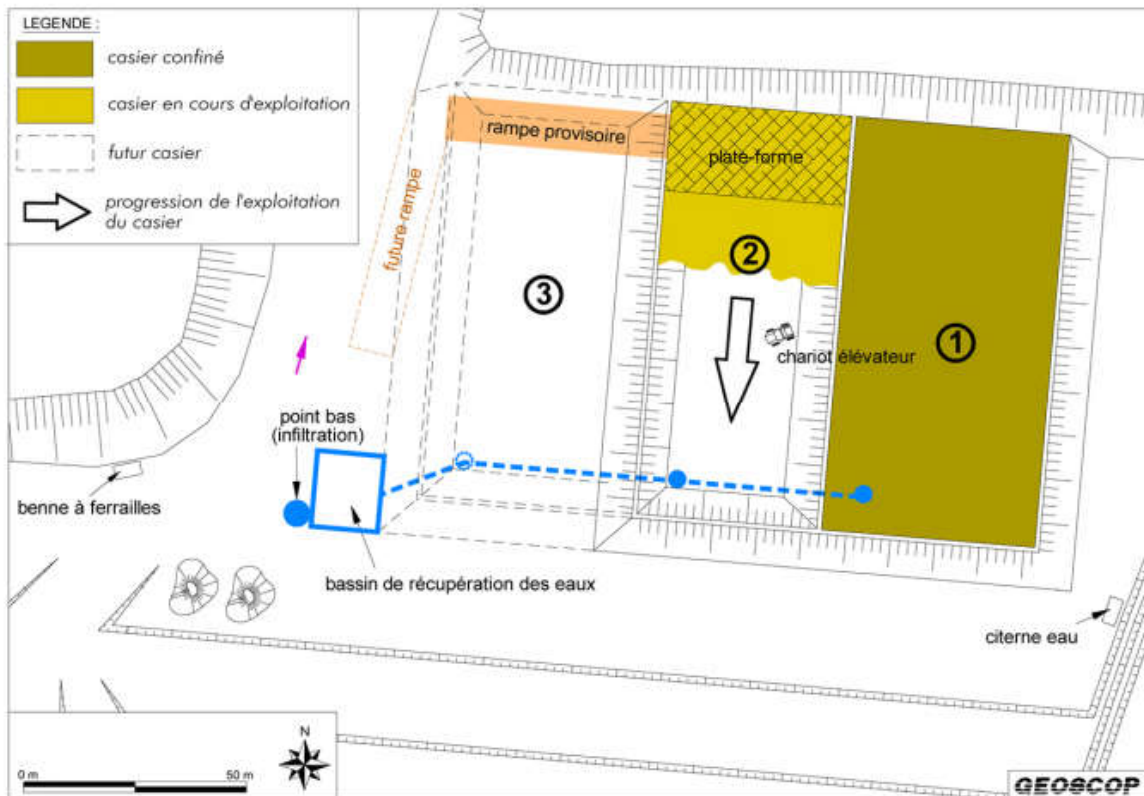 LEGENDE :
casier confiné
casier en cours d'exploitation
futur casier
progression de l'exploitation
du casier
rampe provisoire
plate-forme
future rampe
2
3
1
chariot élévateur
point bas
(infiltration)
benne à ferrailles
bassin de récupération des eaux
citerne eau
N
0 m
50 m
GEOSCOP